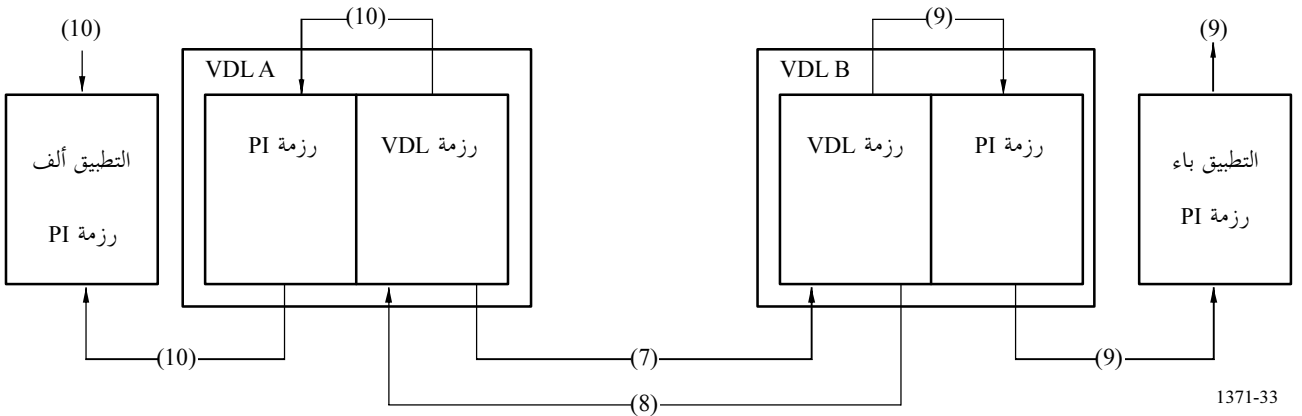 (10)
(9)
(10)
(9)
VDL A
VDL B
رزمة PI
رزمة VDL
رزمة VDL
رزمة PI
التطبيق ألف
رزمة PI
التطبيق باء
رزمة PI
(10)
(7)
(9)
(8)
1371-33